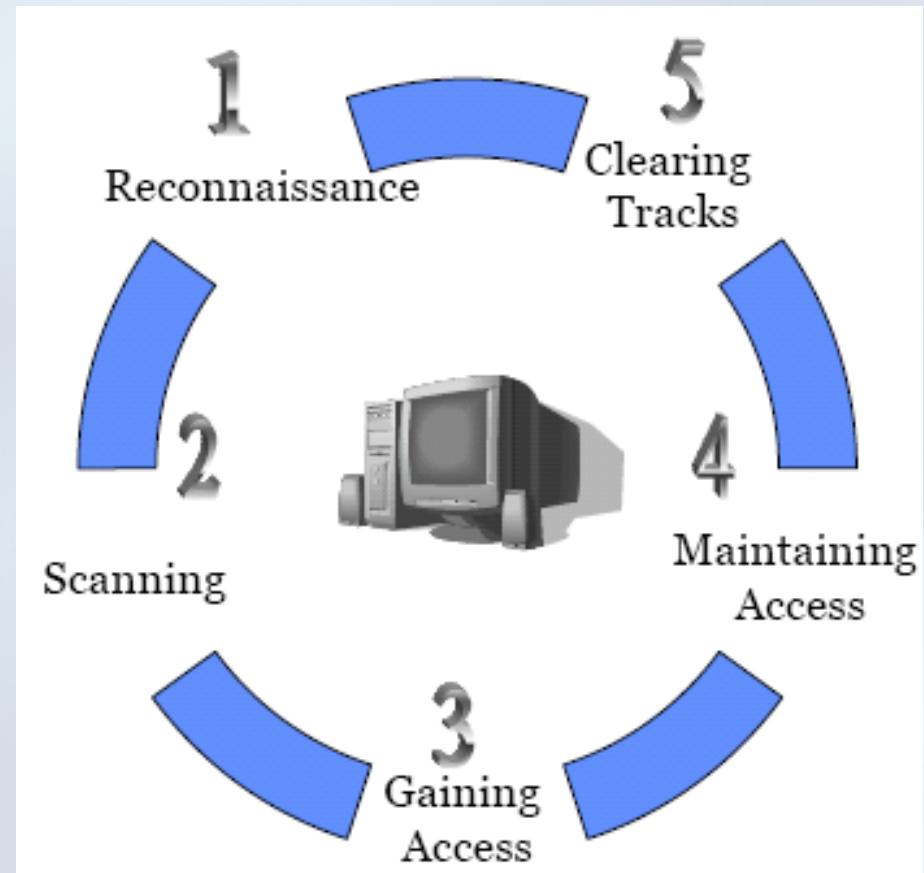 1
Reconnaissance
2
Scanning
3
Gaining
Access
4
Maintaining
Access
5
Clearing
Tracks